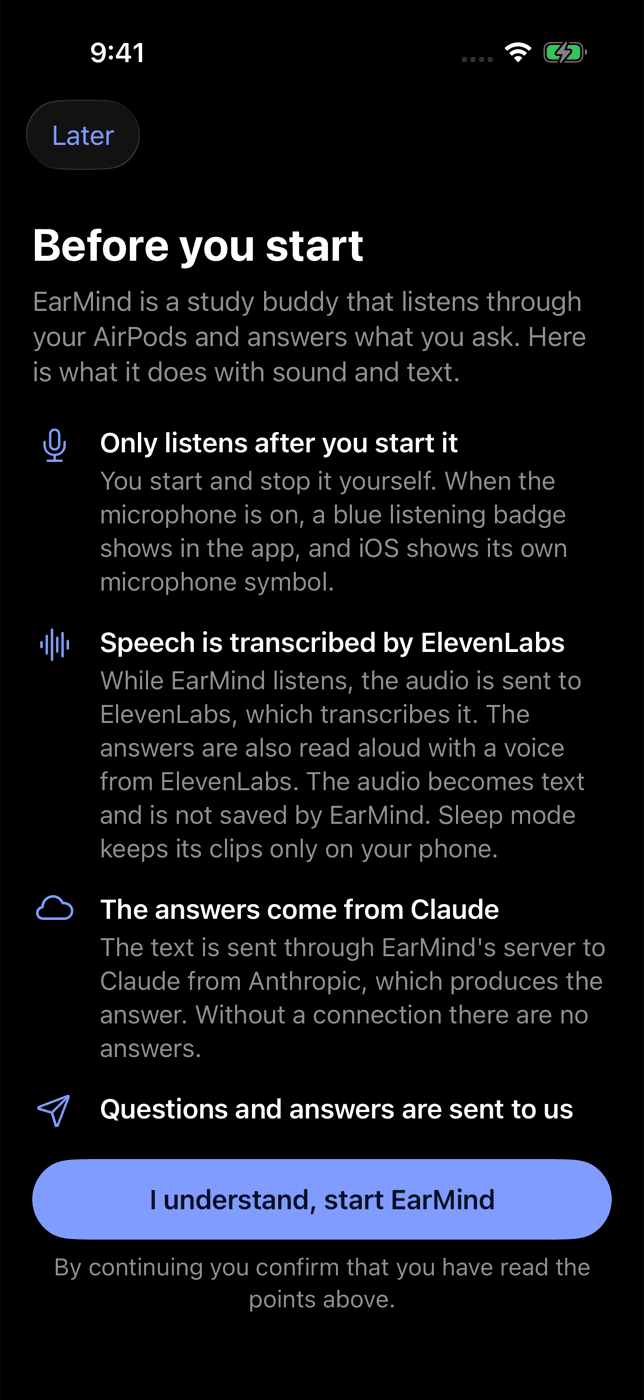 9:41
Later
Before you start
EarMind is a study buddy that listens through
your AirPods and answers what you ask. Here
is what it does with sound and text.
Only listens after you start it
You start and stop it yourself. When the
microphone is on, a blue listening badge
shows in the app, and iOS shows its own
microphone symbol.
Speech is transcribed by ElevenLabs
While EarMind listens, the audio is sent to
ElevenLabs, which transcribes it. The
answers are also read aloud with a voice
from ElevenLabs. The audio becomes text
and is not saved by EarMind. Sleep mode
keeps its clips only on your phone.
The answers come from Claude
The text is sent through EarMind's server to
Claude from Anthropic, which produces the
answer. Without a connection there are no
answers.
Questions and answers are sent to us
I understand, start EarMind
By continuing you confirm that you have read the
points above.